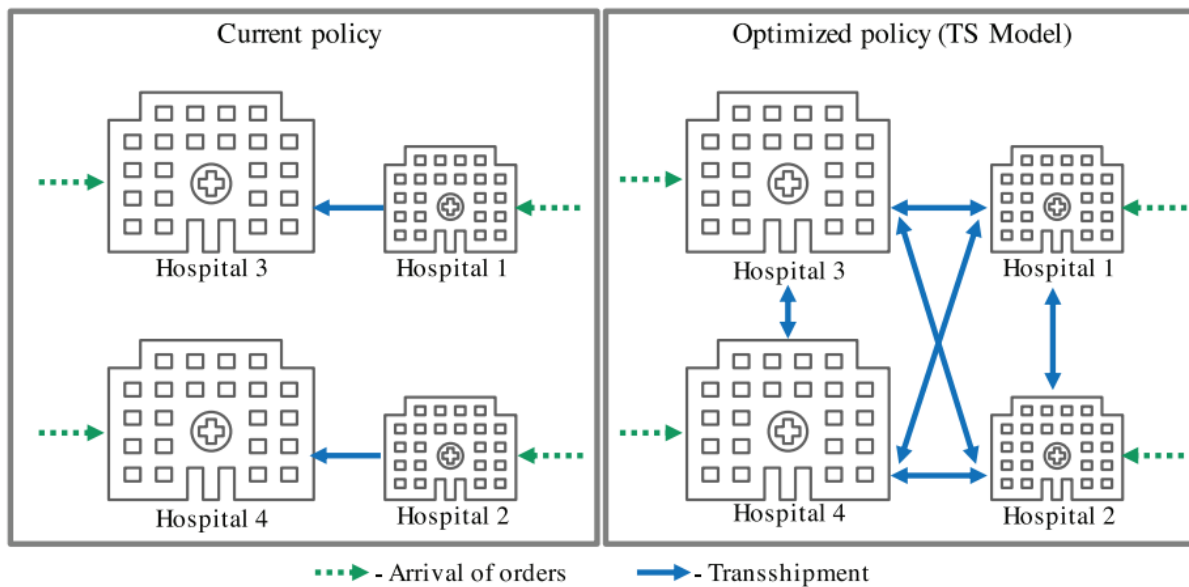 Current policy
Hospital 3
Hospital 1
Hospital 4
Hospital 2
Optimized policy (TS Model)
Hospital 3
Hospital 1
Hospital 4
Hospital 2
- Arrival of orders
- Transshipment